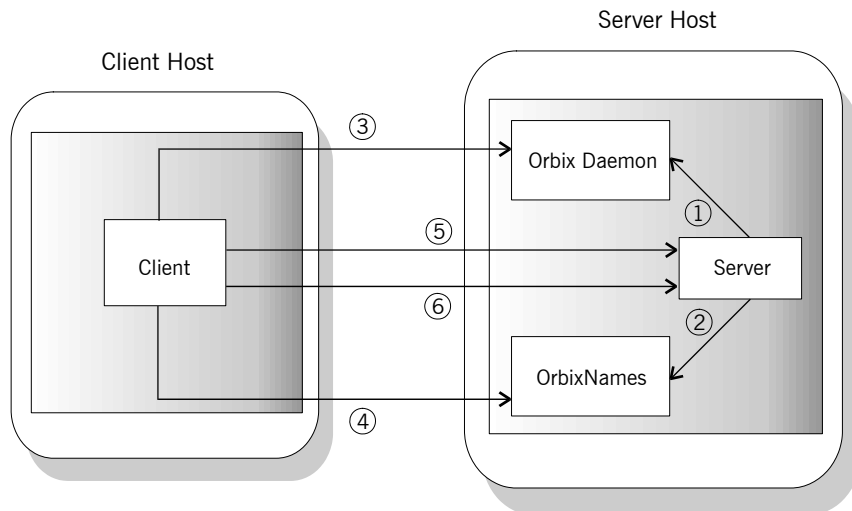 Server Host
Client Host
③
Orbix Daemon
①
⑤
Client
Server
⑥
②
OrbixNames
④